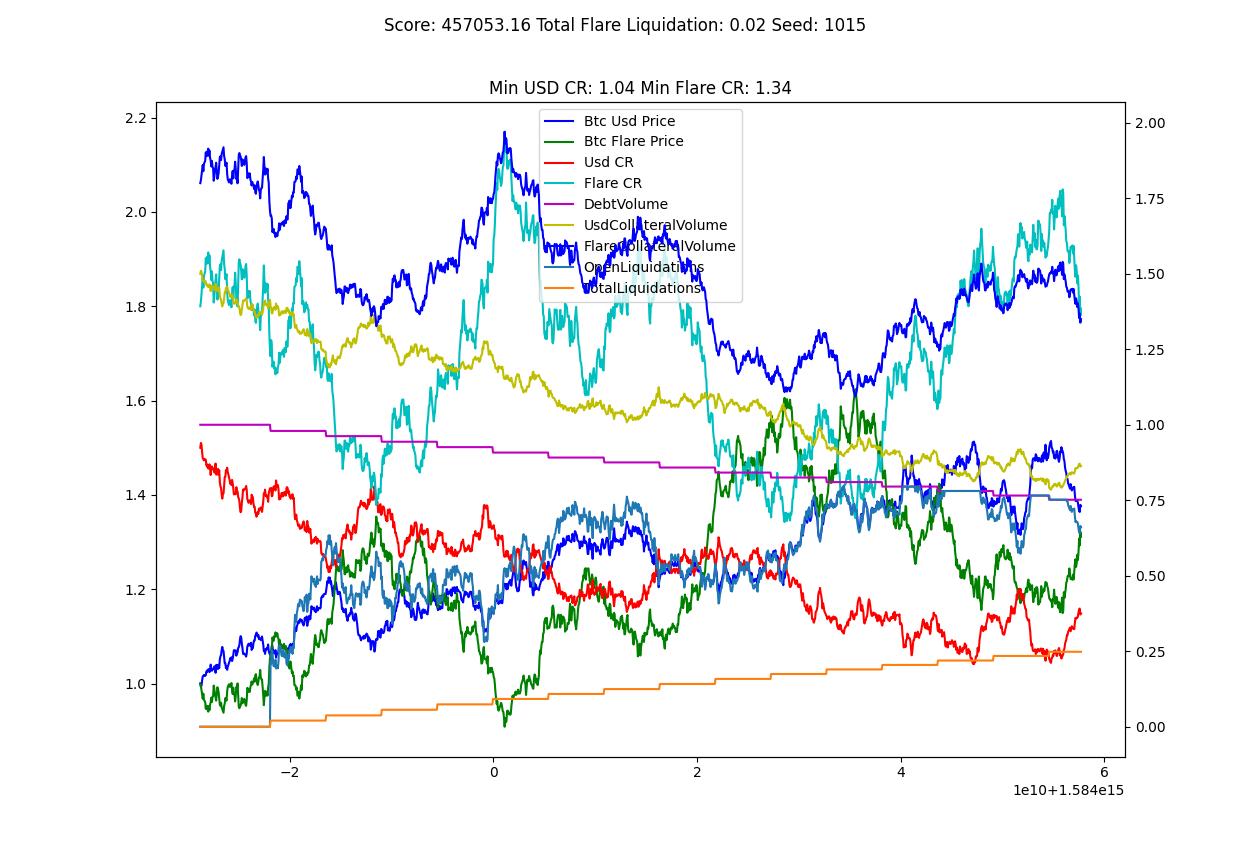 Score: 457053.16 Total Flare Liquidation: 0.02 Seed: 1015
Min USD CR: 1.04 Min Flare CR: 1.34
2.2
2.0
1.8
1.6
1.4
1.2
1.0
Btc Usd Price
Btc Flare Price
Usd CR
Flare CR
DebtVolume
UsdCollateralVolume
FlareCollateralVolume
OpenLiquidations
TotalLiquidations
2.00
1.75
1.50
1.25
1.00
0.75
0.50
0.25
0.00
−2
0
2
4
6
1e10+1.584e15